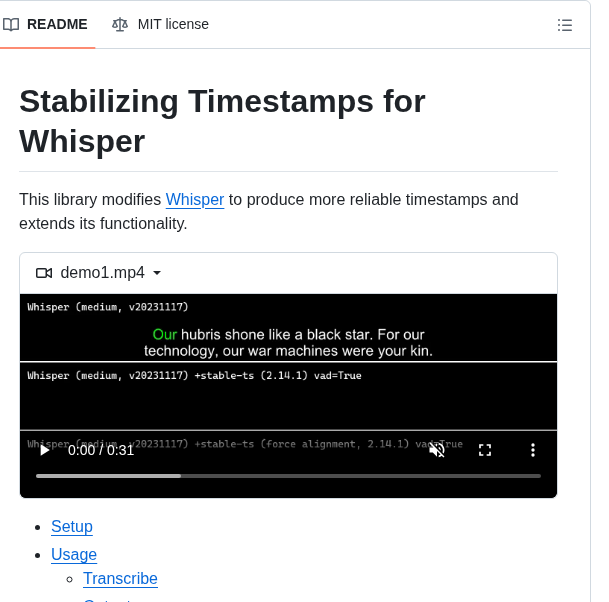 README
MIT license
Stabilizing Timestamps for
Whisper
This library modifies Whisper to produce more reliable timestamps and
extends its functionality.
demo1.mp4
Whisper (medium, v20231117)
Our hubris shone like a black star. For our
technology, our war machines were your kin.
Whisper (medium, v20231117) +stable-ts (2.14.1) vad=True
Whisper (medium, v20231117) +stable-ts (force alignment, 2.14.1) vad=True
0:00 / 0:31
Setup
Usage
Transcribe